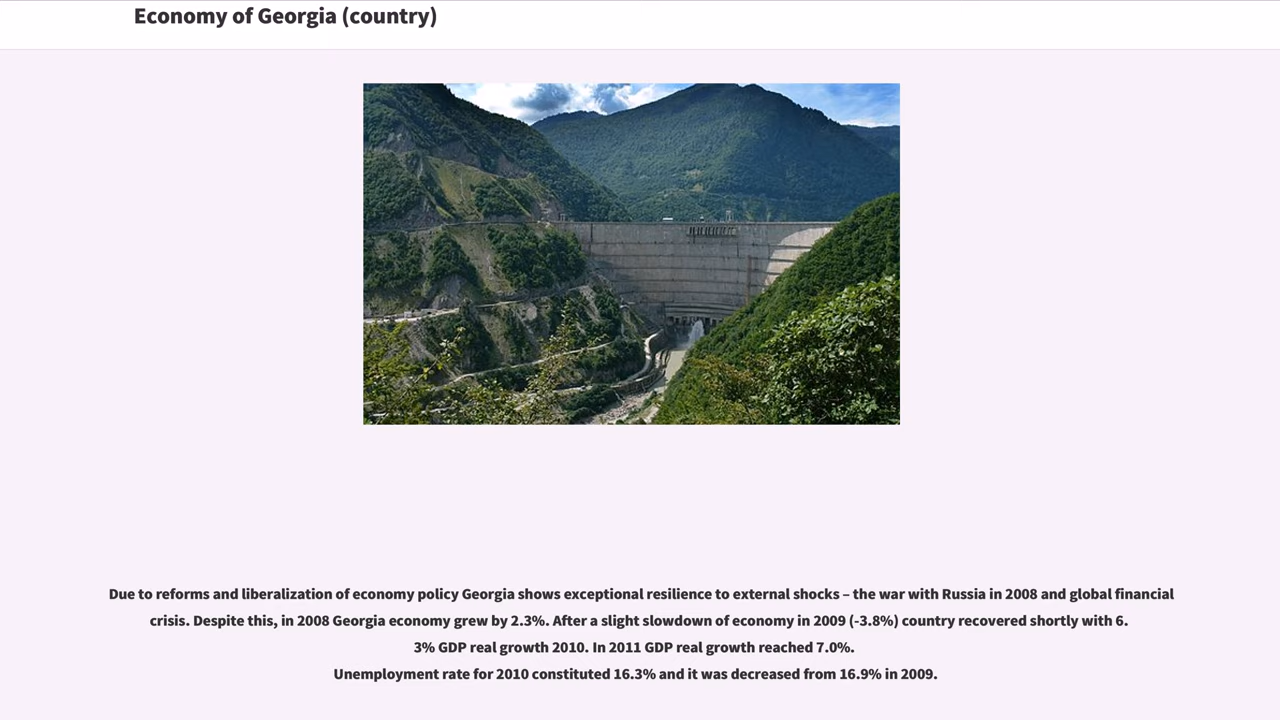 Economy of Georgia (country)
Due to reforms and liberalization of economy policy Georgia shows exceptional resilience to external shocks – the war with Russia in 2008 and global financial
crisis. Despite this, in 2008 Georgia economy grew by 2.3%. After a slight slowdown of economy in 2009 (-3.8%) country recovered shortly with 6.
3% GDP real growth 2010. In 2011 GDP real growth reached 7.0%.
Unemployment rate for 2010 constituted 16.3% and it was decreased from 16.9% in 2009.